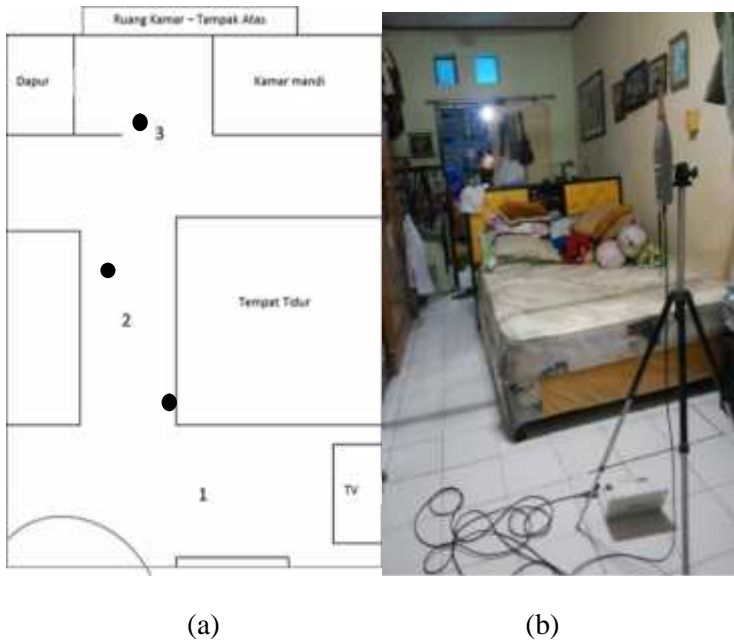 Ruang Kamar – Tampak Atas
Dapur
Kamar mandi
3
Tempat Tidur
2
1
TV
(a)
(b)